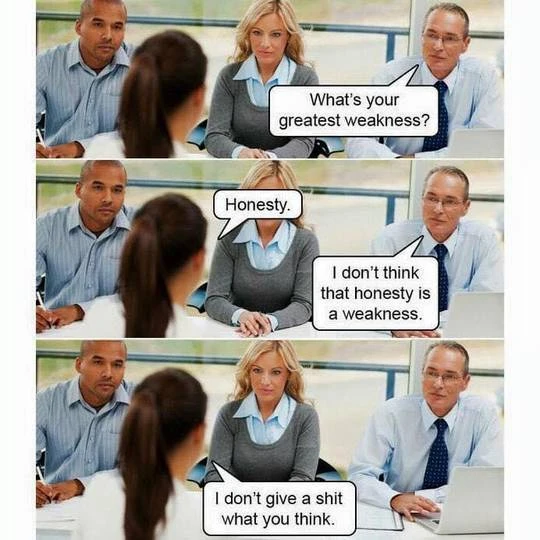 What's your
greatest weakness?
Honesty.
I don't think
that honesty is
a weakness.
I don't give a shit
what you think.